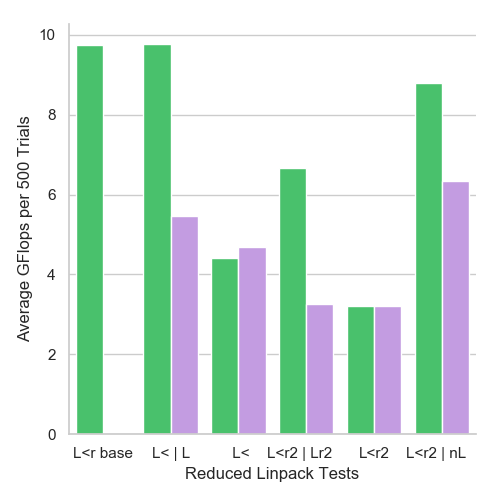 Average GFlops per 500 Trials
10
8
6
4
2
0
L<r base L< | L L< L<r2 | Lr2 L<r2 L<r2 | nL
Reduced Linpack Tests